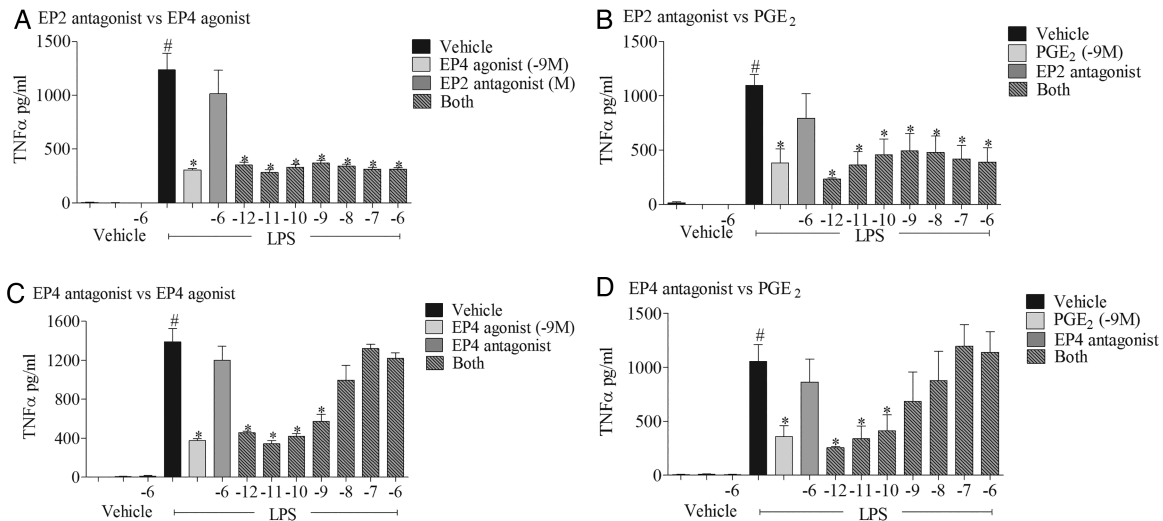 A
EP2 antagonist vs EP4 agonist
1500
1000
500
0
TNFα pg/ml
#
* * * * * * * *
-6 -6 -12 -11 -10 -9 -8 -7 -6
Vehicle LPS
Vehicle
EP4 agonist (-9M)
EP2 antagonist (M)
Both
B
EP2 antagonist vs PGE2
1500
1000
500
0
TNFα pg/ml
#
* * * * * * * *
-6 -6 -12 -11 -10 -9 -8 -7 -6
Vehicle LPS
Vehicle
PGE2 (-9M)
EP2 antagonist
Both
C
EP4 antagonist vs EP4 agonist
1600
1200
800
400
0
TNFα pg/ml
#
* * * * *
-6 -6 -12 -11 -10 -9 -8 -7 -6
Vehicle LPS
Vehicle
EP4 agonist (-9M)
EP4 antagonist
Both
D
EP4 antagonist vs PGE 2
1500
1000
500
0
TNFα pg/ml
#
* * * *
-6 -6 -12 -11 -10 -9 -8 -7 -6
Vehicle LPS
Vehicle
PGE2 (-9M)
EP4 antagonist
Both